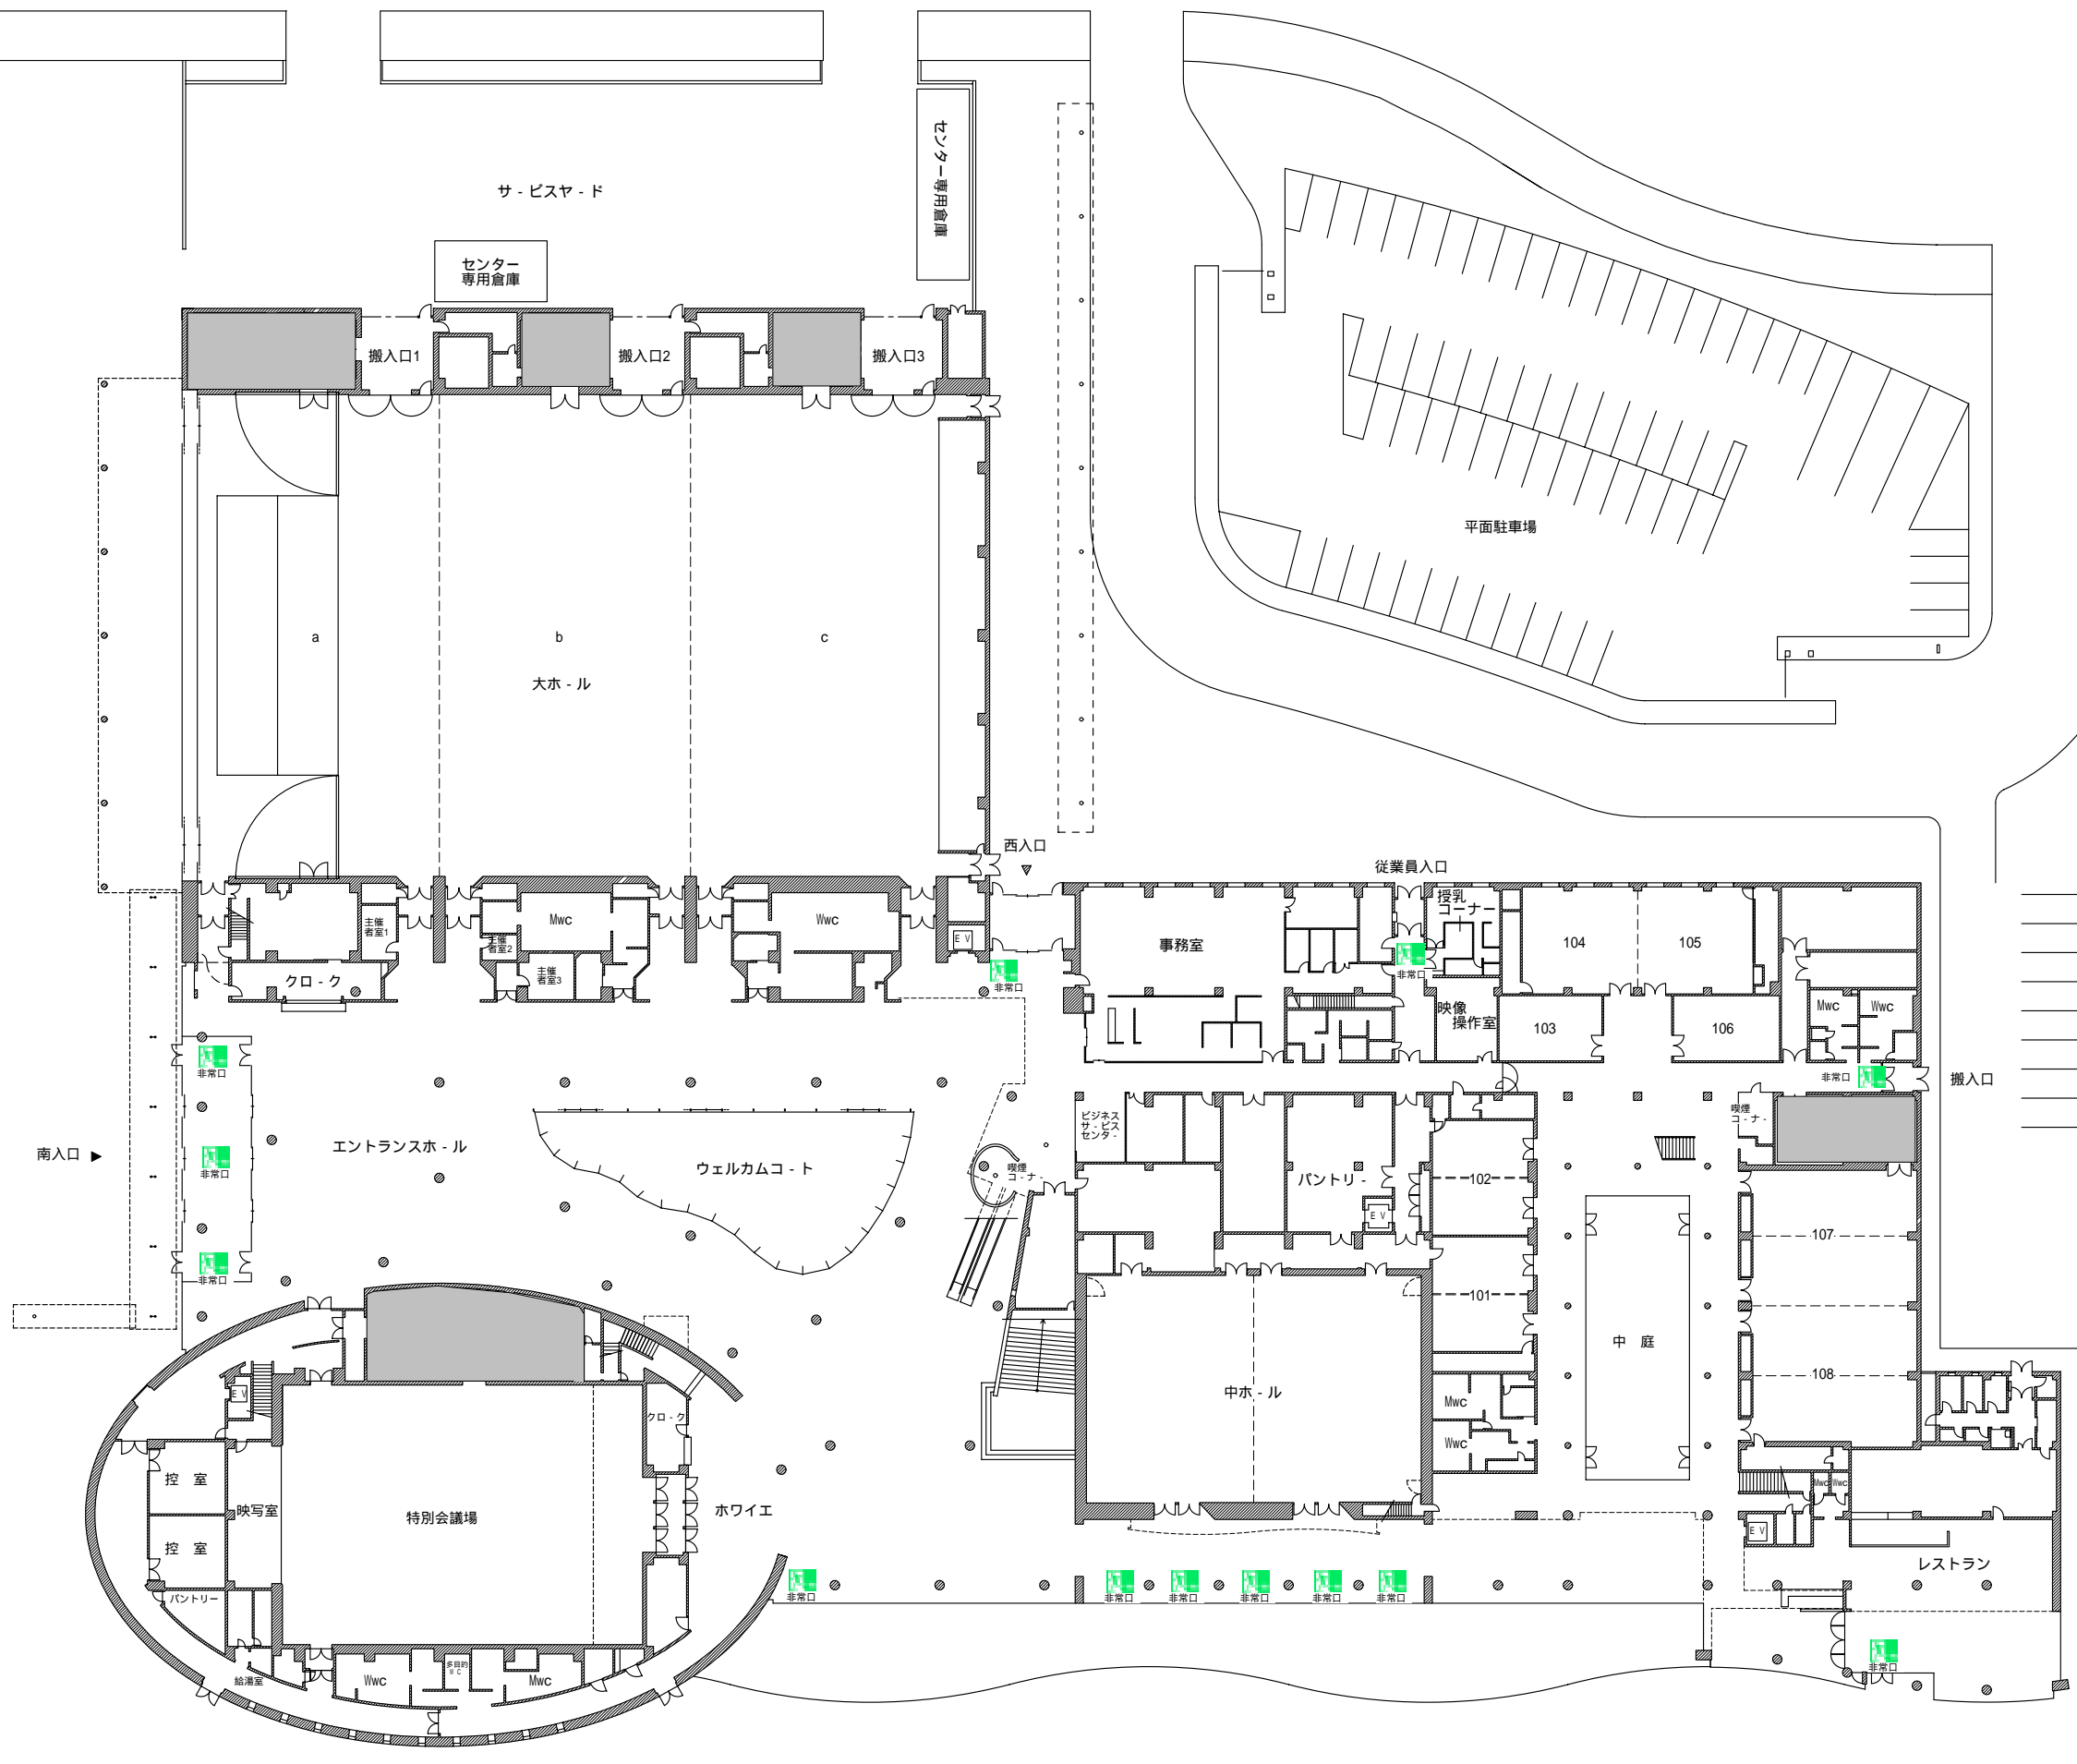 サ - ビスヤ - ド
センター専用倉庫
センター
専用倉庫
搬入口1
搬入口2
搬入口3
平面駐車場
a
b
c
大ホ - ル
西入口
従業員入口
授乳
コーナー
主催
者室1
Mwc
主催
者室2
主催
者室3
Wwc
E V
クロ - ク
非常口
事務室
非常口
映像
操作室
104
105
103
106
Mwc
Wwc
非常口
搬入口
非常口
南入口
非常口
非常口
エントランスホ - ル
ウェルカムコ - ト
喫煙
コ - ナ -
ビジネス
サ - ビス
センタ -
パントリ -
E V
102
101
喫煙
コ - ナ -
107
108
中 庭
中ホ - ル
Mwc
Wwc
E V
クロ - ク
控 室
控 室
映写室
特別会議場
ホワイエ
パントリー
給湯室
Wwc
多目的
W C
Mwc
非常口
非常口
非常口
非常口
非常口
非常口
Mwc
Wwc
E V
レストラン
非常口